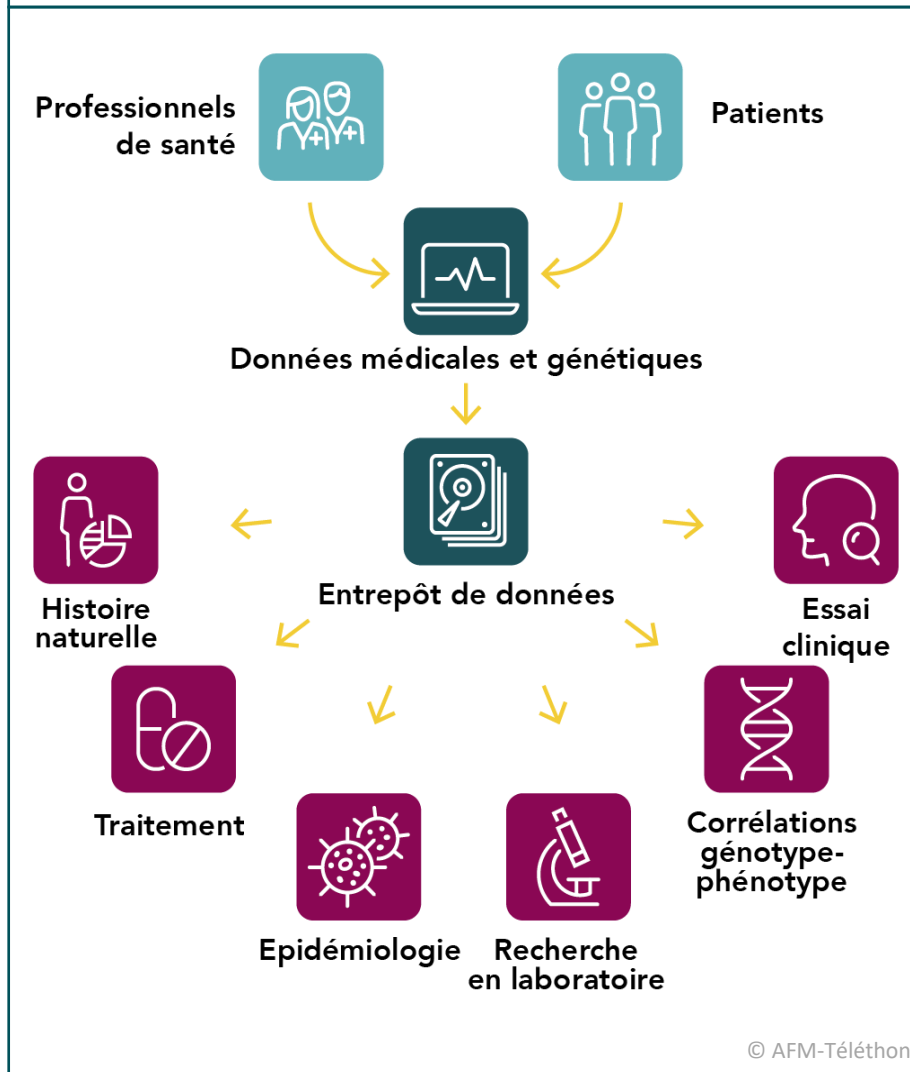 Professionnels
de santé
Patients
Données médicales et génétiques
Entrepôt de données
Histoire
naturelle
Essai
clinique
Traitement
Corrélations
génotype-
phénotype
Epidémiologie
Recherche
en laboratoire
© AFM-Téléthon